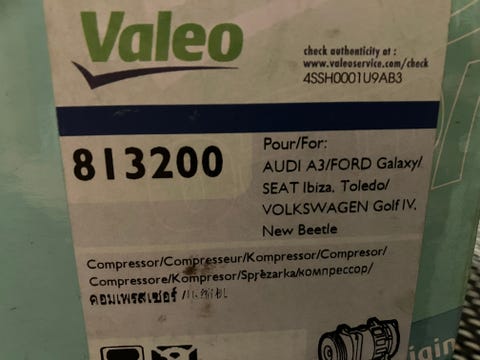 Valeo
check authenticity at :
www.valeoservice.com/check
4SSH0001U9AB3
813200
Pour/For:
AUDI A3/FORD Galaxy/
SEAT Ibiza, Toledo/
VOLKSWAGEN Golf IV,
New Beetle
Compressor/Compresseur/Kompressor/Compresor/
Compressore/Kompresor/Sprężarka/компрессор/
คอมเพรสเซอร์ /